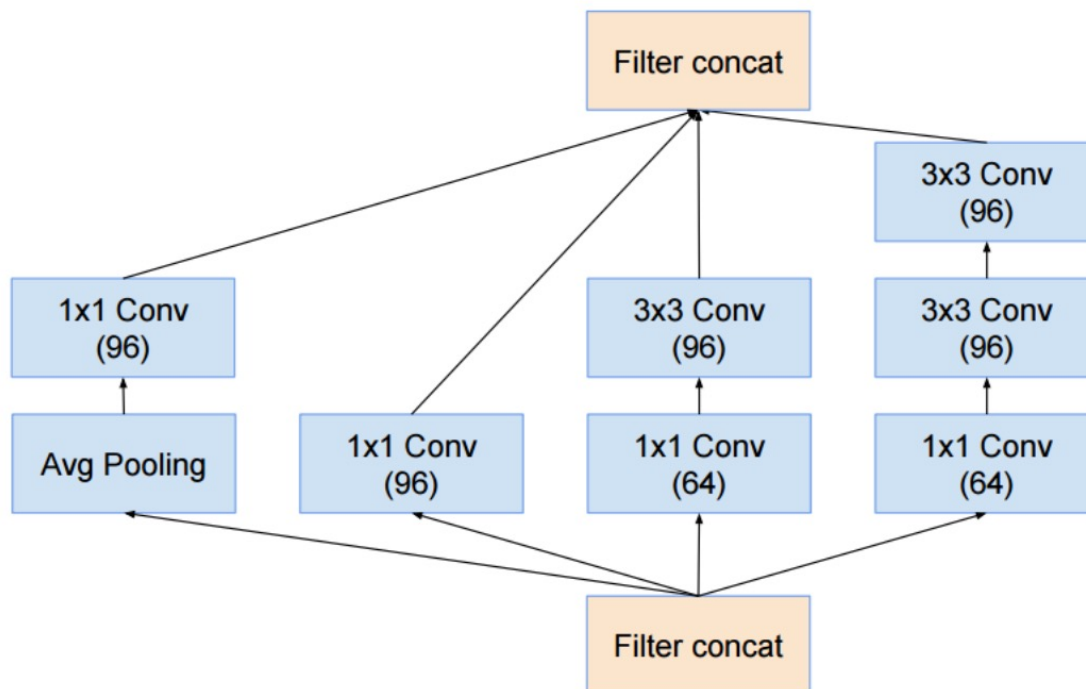 Filter concat
3x3 Conv
(96)
1x1 Conv
(96)
3x3 Conv
(96)
3x3 Conv
(96)
Avg Pooling
1x1 Conv
(96)
1x1 Conv
(64)
1x1 Conv
(64)
Filter concat